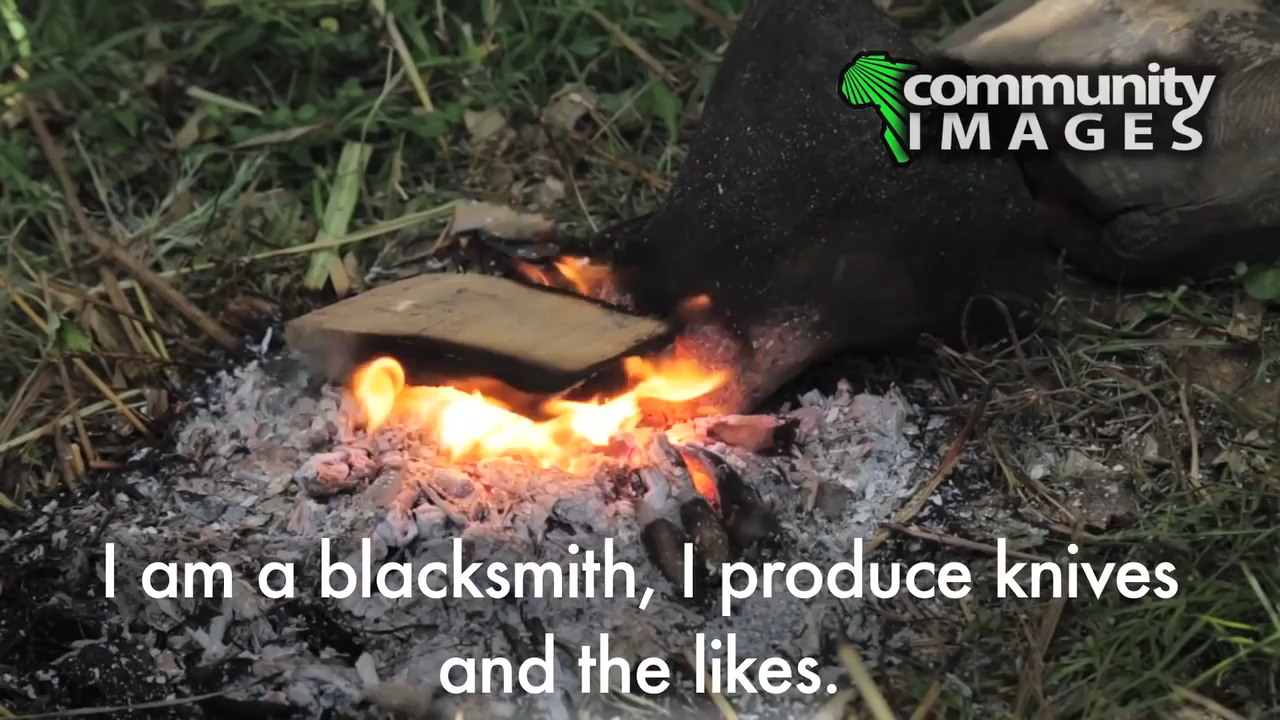 community
IMAGES
I am a blacksmith, I produce knives
and the likes.